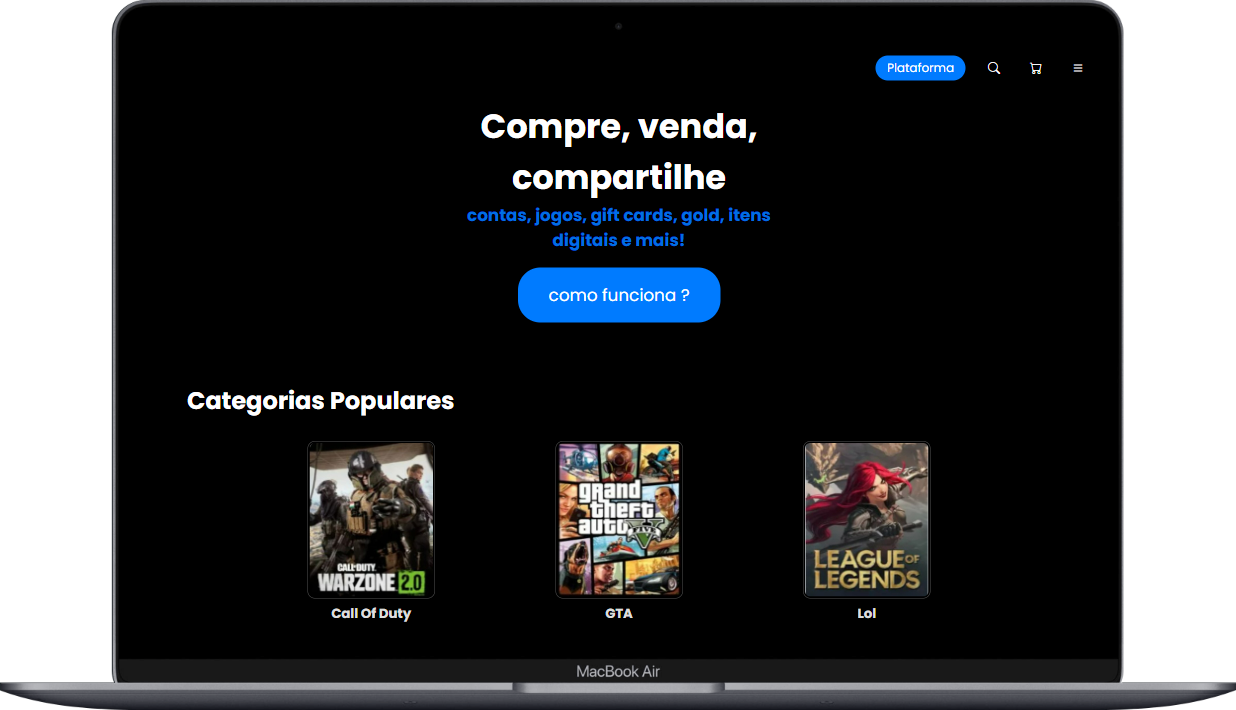 Plataforma
Compre, venda,
compartilhe
contas, jogos, gift cards, gold, itens
digitais e mais!
como funciona ?
Categorias Populares
CALL OF DUTY
WARZONE 2.0
grand
theft
auto
FIVE
LEAGUE OF
LEGENDS
Call Of Duty
GTA
Lol
MacBook Air